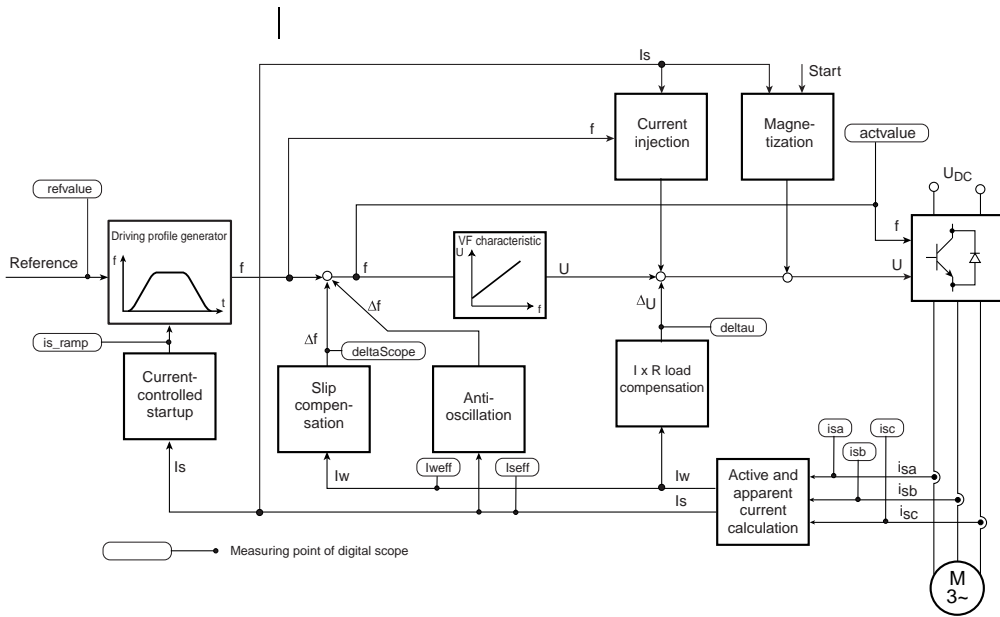 Is
Start
f
Current
injection
Magne-
tization
actvalue
refvalue
UDC
Driving profile generator
f
t
Reference
f
f
VF characteristic
U
f
U
f
U
Δf
ΔU
is_ramp
Δf
deltaScope
deltau
Current-
controlled
startup
Slip
compen-
sation
Anti-
oscillation
I x R load
compensation
isa
isc
isb
Is
Iw
Iweff
Iseff
Iw
Is
Active and
apparent
current
calculation
isa
isb
isc
Measuring point of digital scope
M
3~